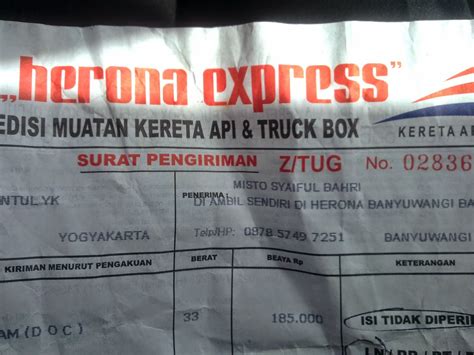 „herona express"
EDISI MUATAN KERETA API & TRUCK BOX
KERETA A
SURAT PENGIRIMAN Z/TUG No. 02836
NTUL.YK
Penerima : MISTO SYAIFUL BAHRI
DI AMBIL SENDIRI DI HERONA BANYUWANGI BA
YOGYAKARTA Telp/HP: 0878.5749.7251 BANYUWANGI
KIRIMAN MENURUT PENGAKUAN BERAT BEAYA Rp KETERANGAN
AM (D O C) 33 185.000 ISI TIDAK DIPERI